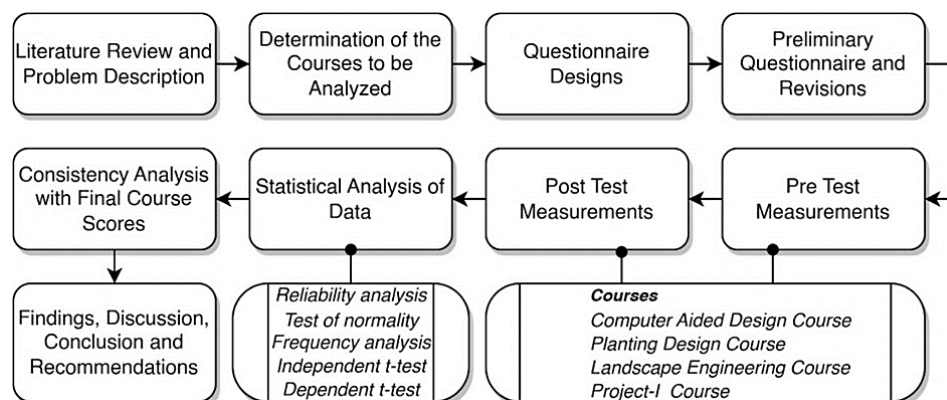 Literature Review and
Problem Description
Determination of the
Courses to be
Analyzed
Questionnaire
Designs
Preliminary
Questionnaire and
Revisions
Consistency Analysis
with Final Course
Scores
Statistical Analysis of
Data
Post Test
Measurements
Pre Test
Measurements
Findings, Discussion,
Conclusion and
Recommendations
Reliability analysis
Test of normality
Frequency analysis
Independent t-test
Dependent t-test
Courses
Computer Aided Design Course
Planting Design Course
Landscape Engineering Course
Project-I Course